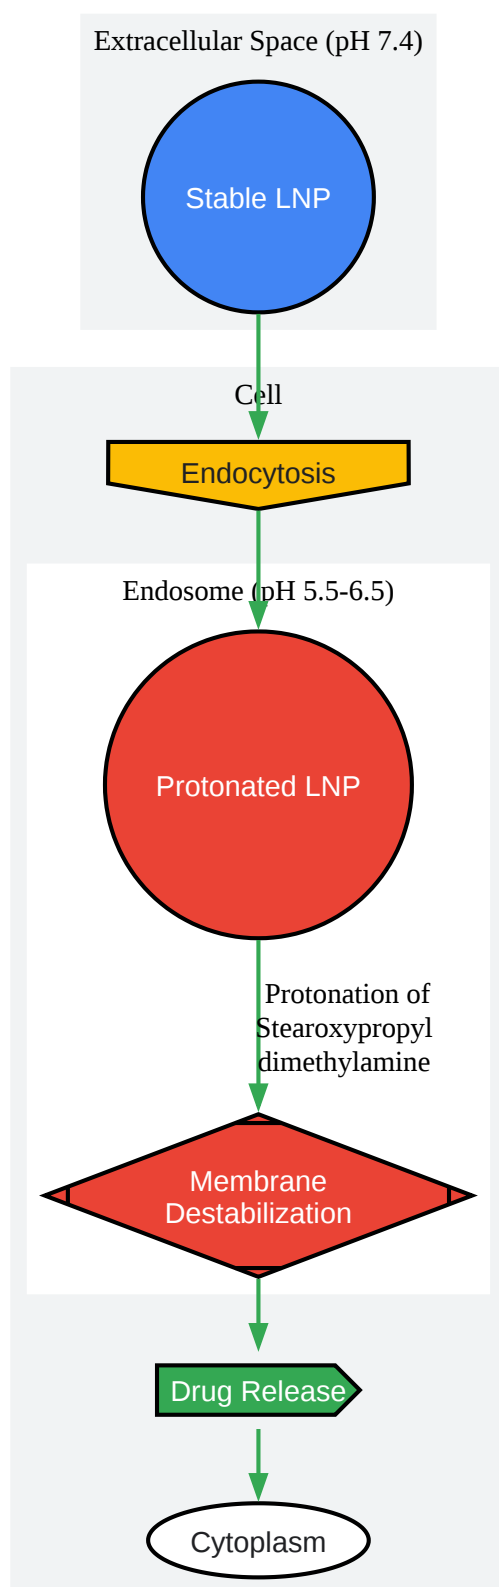 Extracellular Space (pH 7.4)
Stable LNP
Cell
Endocytosis
Endosome (pH 5.5-6.5)
Protonated LNP
Protonation of
Stearoxypropyl
dimethylamine
Membrane
Destabilization
Drug Release
Cytoplasm